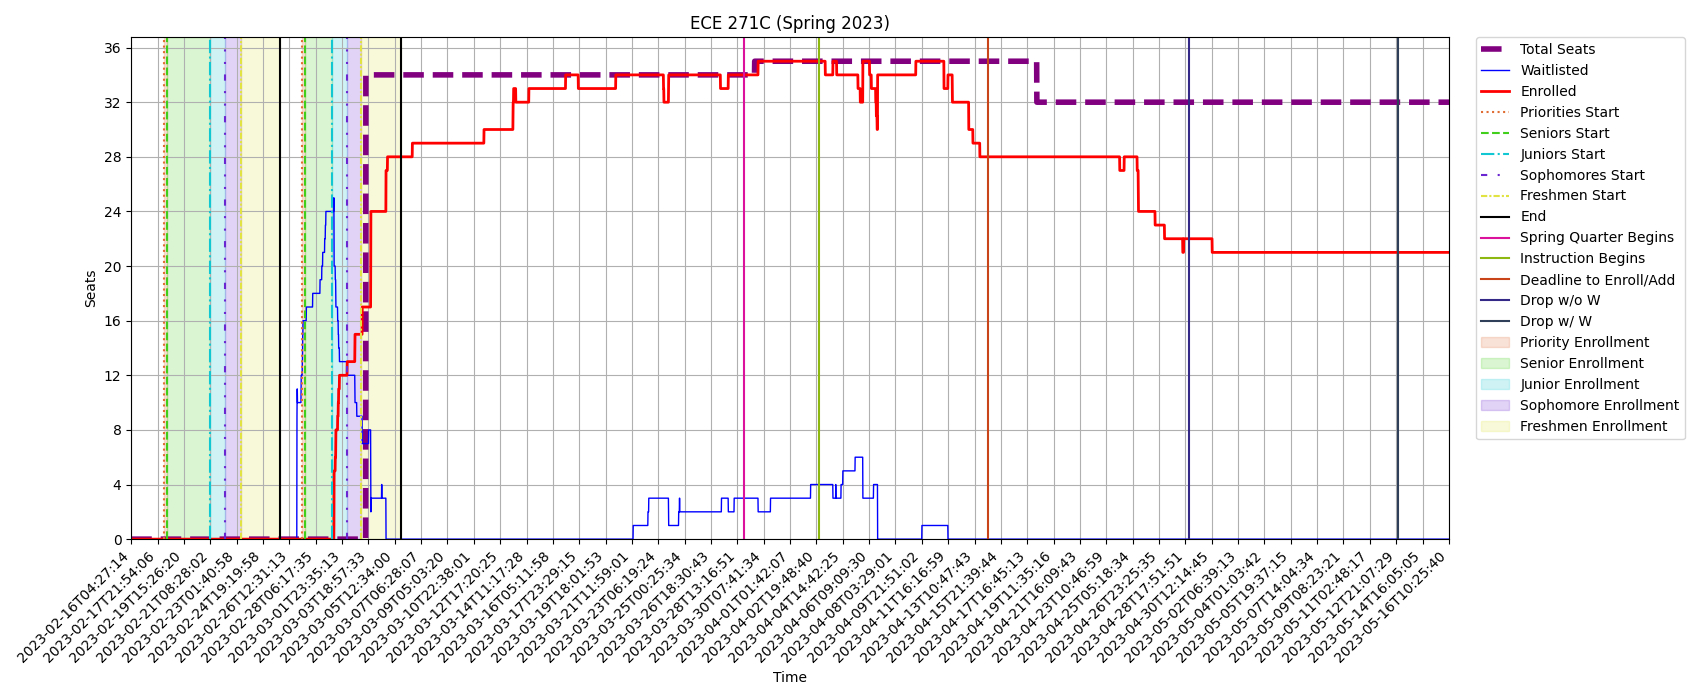 ECE 271C (Spring 2023)
Seats
36
32
28
24
20
16
12
8
4
0
2023-02-16T04:27:14
2023-02-17T21:54:06
2023-02-19T15:26:20
2023-02-21T08:28:02
2023-02-23T01:40:58
2023-02-24T19:19:58
2023-02-26T12:31:13
2023-02-28T06:17:35
2023-03-01T23:35:13
2023-03-03T18:57:33
2023-03-05T12:34:00
2023-03-07T06:28:07
2023-03-09T05:03:20
2023-03-10T22:38:01
2023-03-14T11:17:20:25
2023-03-14T11:17:28
2023-03-16T05:11:58
2023-03-17T23:29:15
2023-03-19T18:01:53
2023-03-21T11:59:01
2023-03-23T06:19:24
2023-03-25T00:25:34
2023-03-26T18:30:43
2023-03-28T13:16:51
2023-03-30T07:41:34
2023-04-01T01:42:07
2023-04-02T19:48:40
2023-04-04T14:42:25
2023-04-06T09:09:30
2023-04-08T03:29:01
2023-04-09T21:51:02
2023-04-11T16:16:59
2023-04-13T10:47:43
2023-04-15T21:39:44
2023-04-17T16:45:13
2023-04-19T11:35:16
2023-04-21T16:09:43
2023-04-23T10:46:59
2023-04-25T05:18:34
2023-04-26T23:25:35
2023-04-28T17:51:51
2023-04-30T12:14:45
2023-05-02T06:39:13
2023-05-04T01:03:42
2023-05-05T19:37:15
2023-05-07T14:04:34
2023-05-09T08:23:21
2023-05-11T02:48:17
2023-05-12T21:07:29
2023-05-14T16:05:05
2023-05-16T10:25:40
Time
Total Seats
Waitlisted
Enrolled
Priorities Start
Seniors Start
Juniors Start
Sophomores Start
Freshmen Start
End
Spring Quarter Begins
Instruction Begins
Deadline to Enroll/Add
Drop w/o W
Drop w/ W
Priority Enrollment
Senior Enrollment
Junior Enrollment
Sophomore Enrollment
Freshmen Enrollment